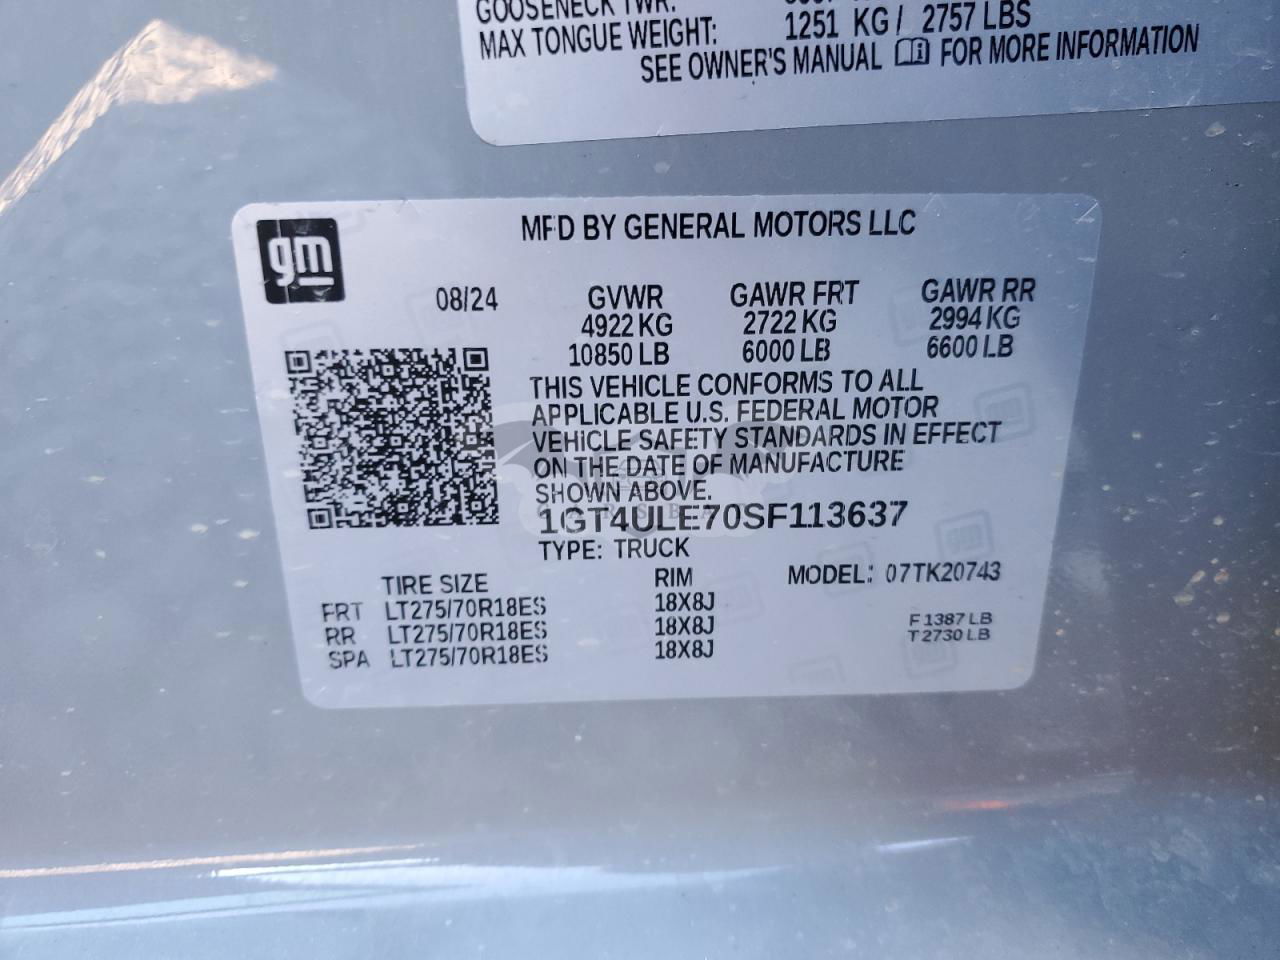 GOOSENECK TWR:
MAX TONGUE WEIGHT: 1251 KG / 2757 LBS
SEE OWNER'S MANUAL FOR MORE INFORMATION
gm
MFD BY GENERAL MOTORS LLC
08/24 GVWR GAWR FRT GAWR RR
4922 KG 2722 KG 2994 KG
10850 LB 6000 LB 6600 LB
THIS VEHICLE CONFORMS TO ALL
APPLICABLE U.S. FEDERAL MOTOR
VEHICLE SAFETY STANDARDS IN EFFECT
ON THE DATE OF MANUFACTURE
SHOWN ABOVE.
1GT4ULE70SF113637
TYPE: TRUCK
TIRE SIZE RIM MODEL: 07TK20743
FRT LT275/70R18ES 18X8J
RR LT275/70R18ES 18X8J
SPA LT275/70R18ES 18X8J
F 1387 LB
T 2730 LB